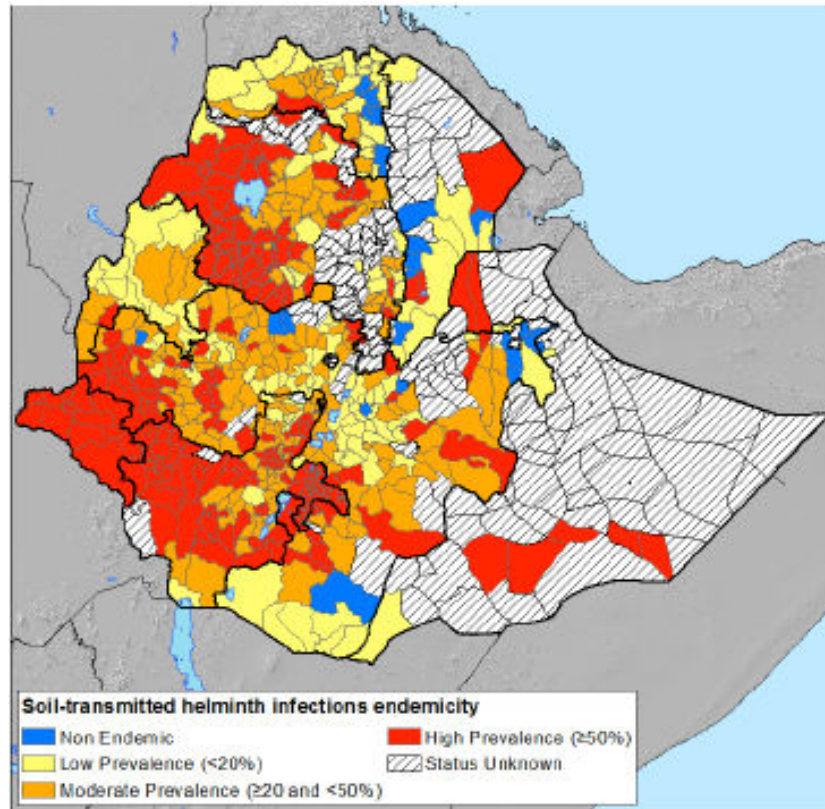 Soil-transmitted helminth infections endemicity
Non Endemic
Low Prevalence (<20%)
Moderate Prevalence (≥20 and <50%)
High Prevalence (≥50%)
Status Unknown